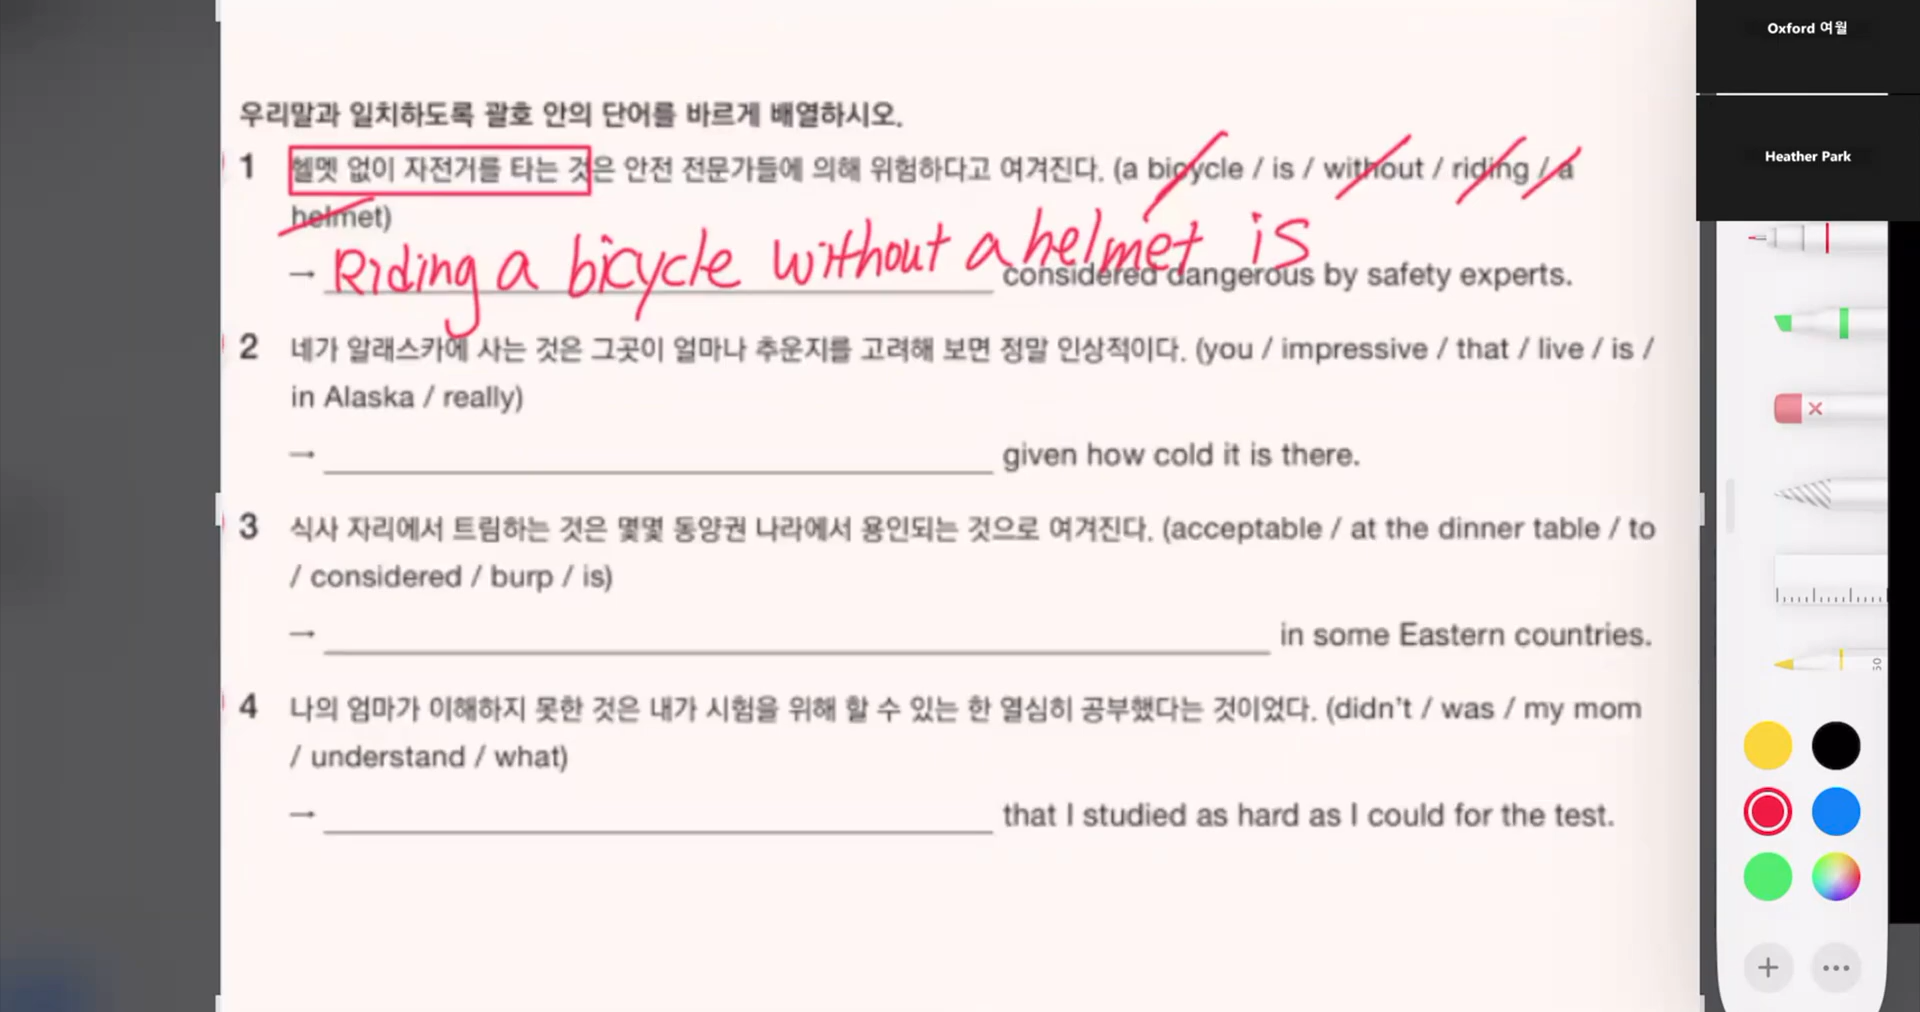 Oxford 여월
Heather Park
우리말과 일치하도록 괄호 안의 단어를 바르게 배열하시오.
1 헬멧 없이 자전거를 타는 것은 안전 전문가들에 의해 위험하다고 여겨진다. (a bicycle / is / without / riding / a
helmet)
→ Riding a bicycle without a helmet is considered dangerous by safety experts.
2 네가 알래스카에 사는 것은 그곳이 얼마나 추운지를 고려해 보면 정말 인상적이다. (you / impressive / that / live / is /
in Alaska / really)
→ given how cold it is there.
3 식사 자리에서 트림하는 것은 몇몇 동양권 나라에서 용인되는 것으로 여겨진다. (acceptable / at the dinner table / to
/ considered / burp / is)
→ in some Eastern countries.
4 나의 엄마가 이해하지 못한 것은 내가 시험을 위해 할 수 있는 한 열심히 공부했다는 것이었다. (didn't / was / my mom
/ understand / what)
→ that I studied as hard as I could for the test.
50